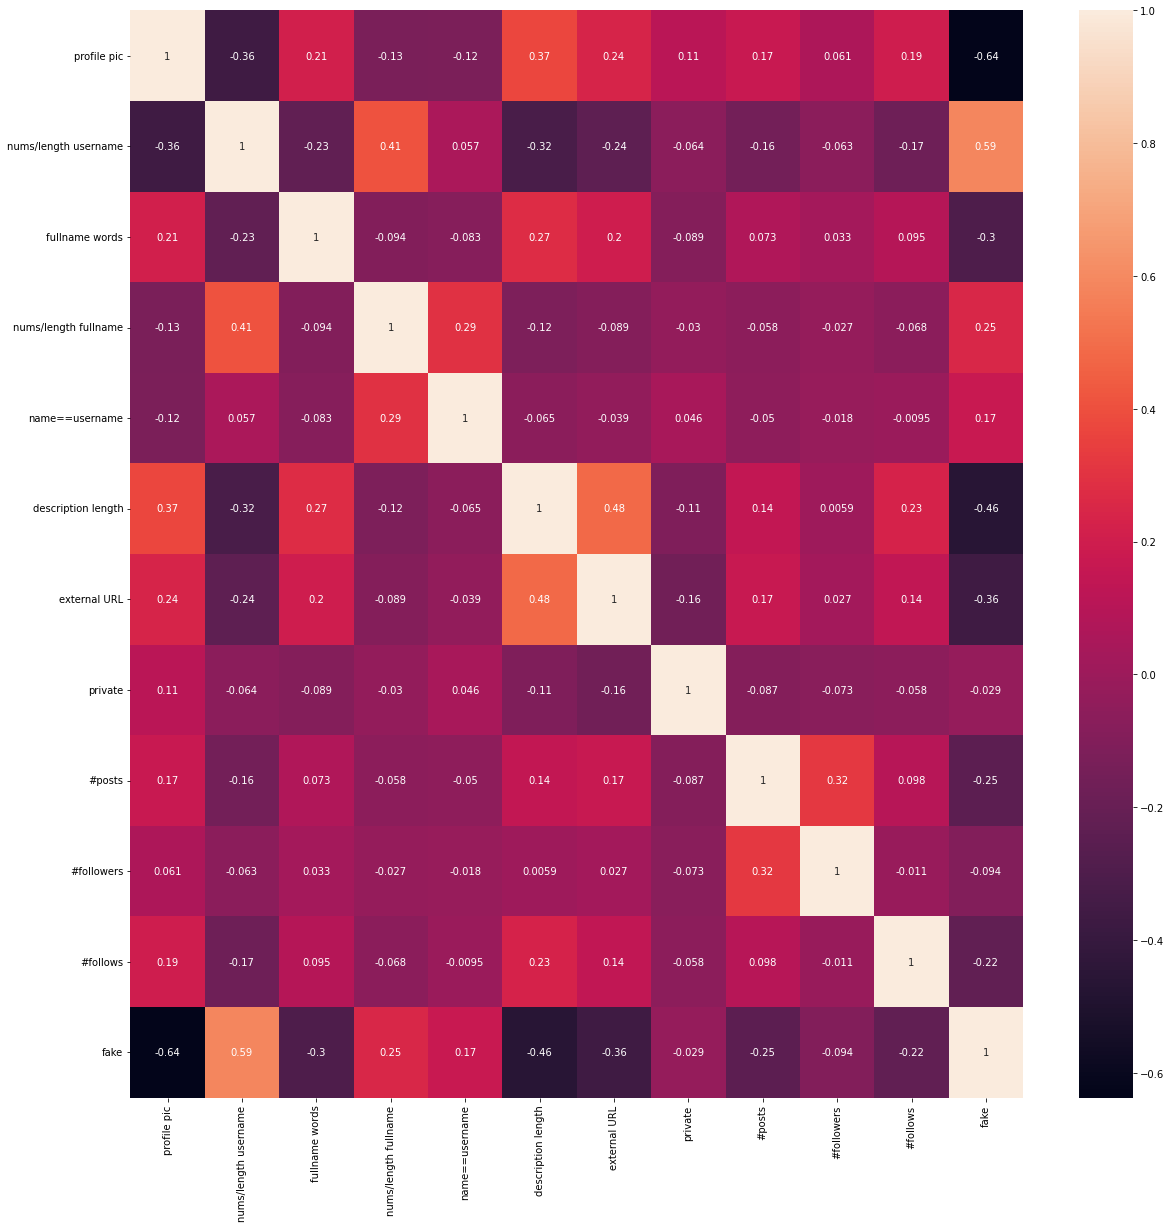 profile pic 1 -0.36 0.21 -0.13 -0.12 0.37 0.24 0.11 0.17 0.061 0.19 -0.64
nums/length username -0.36 1 -0.23 0.41 0.057 -0.32 -0.24 -0.064 -0.16 -0.063 -0.17 0.59
fullname words 0.21 -0.23 1 -0.094 -0.083 0.27 0.2 -0.089 0.073 0.033 0.095 -0.3
nums/length fullname -0.13 0.41 -0.094 1 0.29 -0.12 -0.089 -0.03 -0.058 -0.027 -0.068 0.25
name==username -0.12 0.057 -0.083 0.29 1 -0.065 -0.039 0.046 -0.05 -0.018 -0.0095 0.17
description length 0.37 -0.32 0.27 -0.12 -0.065 1 0.48 -0.11 0.14 0.0059 0.23 -0.46
external URL 0.24 -0.24 0.2 -0.089 -0.039 0.48 1 -0.16 0.17 0.027 0.14 -0.36
private 0.11 -0.064 -0.089 -0.03 0.046 -0.11 -0.16 1 -0.087 -0.073 -0.058 -0.029
#posts 0.17 -0.16 0.073 -0.058 -0.05 0.14 0.17 -0.087 1 0.32 0.098 -0.25
#followers 0.061 -0.063 0.033 -0.027 -0.018 0.0059 0.027 -0.073 0.32 1 -0.011 -0.094
#follows 0.19 -0.17 0.095 -0.068 -0.0095 0.23 0.14 -0.058 0.098 -0.011 1 -0.22
fake -0.64 0.59 -0.3 0.25 0.17 -0.46 -0.36 -0.029 -0.25 -0.094 -0.22 1
profile pic
nums/length username
fullname words
nums/length fullname
name==username
description length
external URL
private
#posts
#followers
#follows
fake
1.0
0.8
0.6
0.4
0.2
0.0
−0.2
−0.4
−0.6